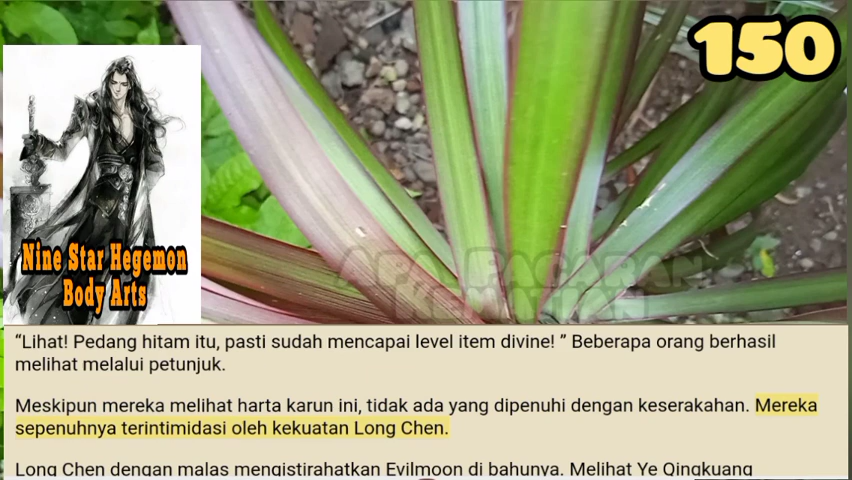 150
Nine Star Hegemon
Body Arts
“Lihat! Pedang hitam itu, pasti sudah mencapai level item divine! ” Beberapa orang berhasil
melihat melalui petunjuk.
Meskipun mereka melihat harta karun ini, tidak ada yang dipenuhi dengan keserakahan. Mereka
sepenuhnya terintimidasi oleh kekuatan Long Chen.
Long Chen dengan malas mengistirahatkan Evilmoon di bahunya. Melihat Ye Qingkuang